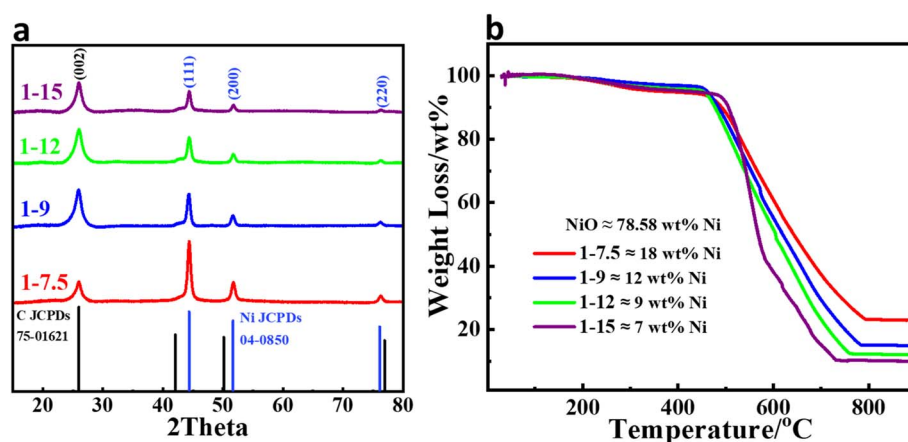 a
(002)
(111)
(200)
(220)
1-15
1-12
1-9
1-7.5
C JCPDs
75-01621
Ni JCPDs
04-0850
20 30 40 50 60 70 80
2Theta
b
Weight Loss/wt%
100
80
60
40
20
NiO ≈ 78.58 wt% Ni
1-7.5 ≈ 18 wt% Ni
1-9 ≈ 12 wt% Ni
1-12 ≈ 9 wt% Ni
1-15 ≈ 7 wt% Ni
200 400 600 800
Temperature/°C